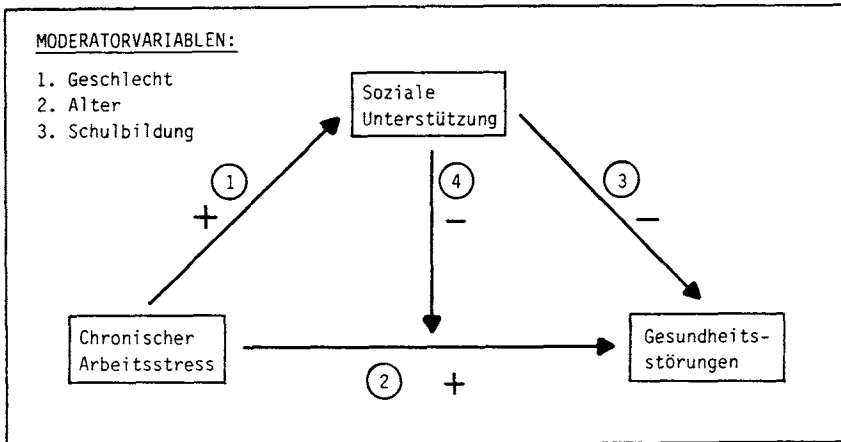 MODERATORVARIABLEN:
1. Geschlecht
2. Alter
3. Schulbildung
Soziale
Unterstützung
1
+
4
−
3
−
Chronischer
Arbeitsstress
Gesundheits-
störungen
2
+